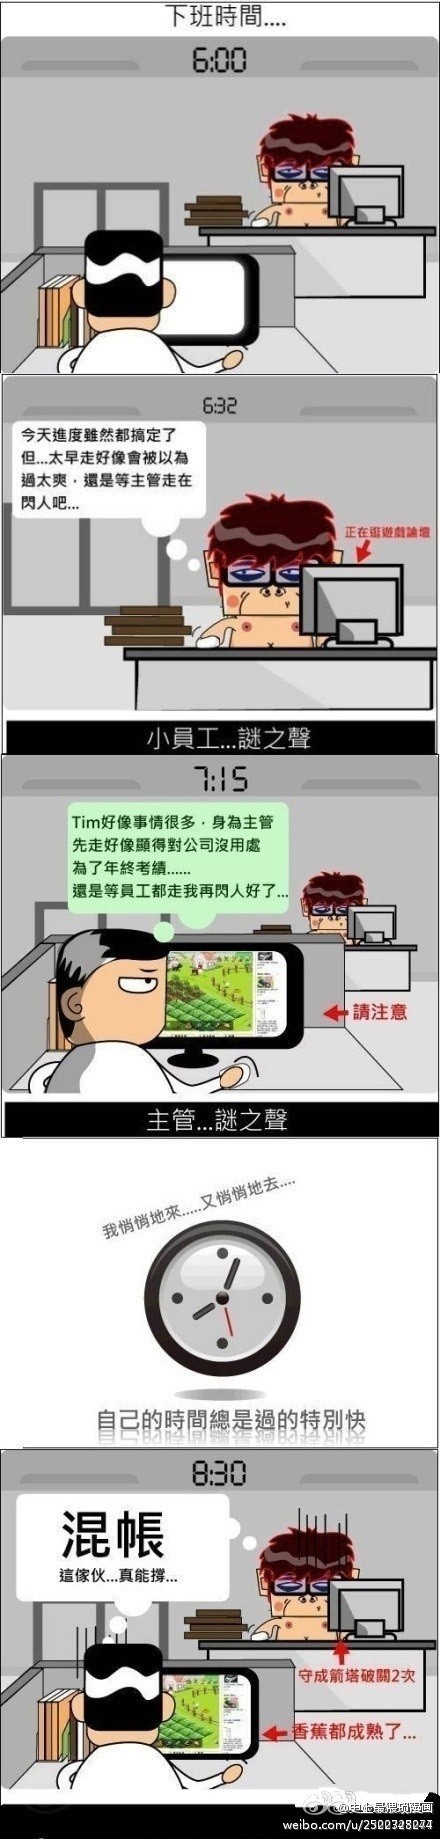 下班時間....
6:00
6:32
今天進度雖然都搞定了
但...太早走好像會被以為
過太爽，還是等主管走在
閃人吧...
正在逛遊戲論壇
小員工...謎之聲
7:15
Tim好像事情很多，身為主管
先走好像顯得對公司沒用處
為了年終考績......
還是等員工都走我再閃人好了...
請注意
主管...謎之聲
我悄悄地來.....又悄悄地去....
自己的時間總是過的特別快
8:30
混帳
這傢伙...真能撐...
守成箭塔破關2次
香蕉都成熟了...
@史上最猥琐漫画
weibo.com/u/2500328074